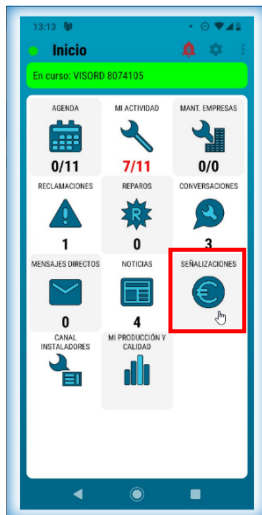 13:13
Inicio
En curso: VISORD 8074105
AGENDA
0/11
MI ACTIVIDAD
7/11
MANT. EMPRESAS
0/0
RECLAMACIONES
1
REPAROS
R
0
CONVERSACIONES
3
MENSAJES DIRECTOS
0
NOTICIAS
4
SEÑALIZACIONES
€
CANAL
INSTALADORES
MI PRODUCCIÓN Y
CALIDAD